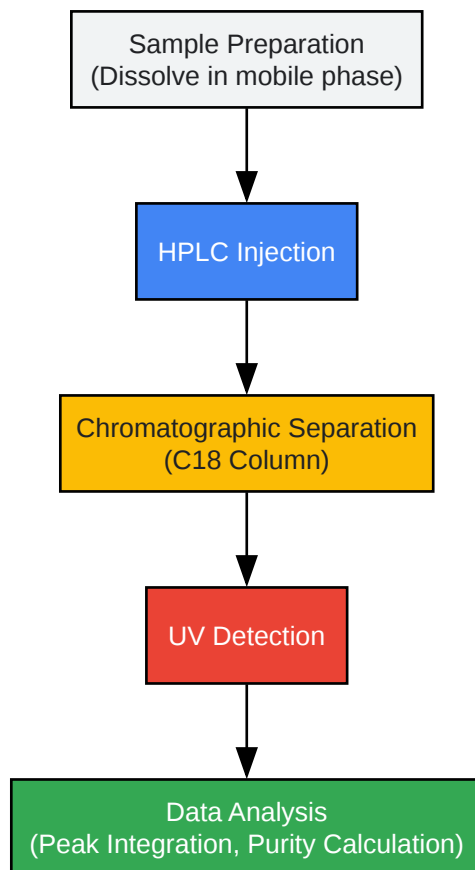 Sample Preparation
(Dissolve in mobile phase)
HPLC Injection
Chromatographic Separation
(C18 Column)
UV Detection
Data Analysis
(Peak Integration, Purity Calculation)